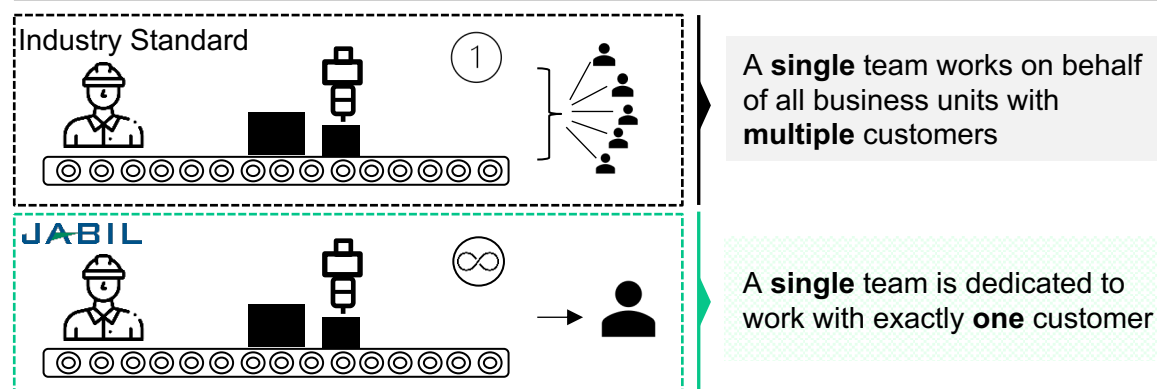 Industry Standard
1
A single team works on behalf
of all business units with
multiple customers
JABIL
∞
A single team is dedicated to
work with exactly one customer